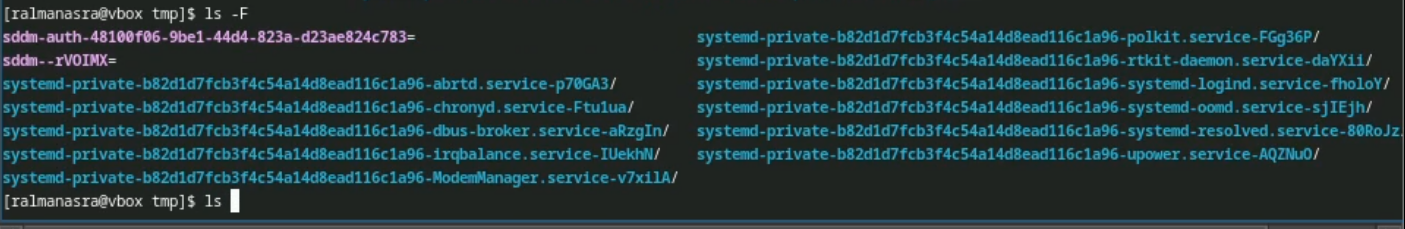 [ralmanasra@vbox tmp]$ ls -F
sddm-auth-48100f06-9be1-44d4-823a-d23ae824c783= systemd-private-b82d1d7fcb3f4c54a14d8ead116c1a96-polkit.service-FGg36P/
sddm--rVOIMX= systemd-private-b82d1d7fcb3f4c54a14d8ead116c1a96-rtkit-daemon.service-daYXii/
systemd-private-b82d1d7fcb3f4c54a14d8ead116c1a96-abrtd.service-p70GA3/ systemd-private-b82d1d7fcb3f4c54a14d8ead116c1a96-systemd-logind.service-fholoY/
systemd-private-b82d1d7fcb3f4c54a14d8ead116c1a96-chronyd.service-Ftu1ua/ systemd-private-b82d1d7fcb3f4c54a14d8ead116c1a96-systemd-oomd.service-sjIEjh/
systemd-private-b82d1d7fcb3f4c54a14d8ead116c1a96-dbus-broker.service-aRzgIn/ systemd-private-b82d1d7fcb3f4c54a14d8ead116c1a96-systemd-resolved.service-80RoJz
systemd-private-b82d1d7fcb3f4c54a14d8ead116c1a96-irqbalance.service-IUekhN/ systemd-private-b82d1d7fcb3f4c54a14d8ead116c1a96-upower.service-AQZNuO/
systemd-private-b82d1d7fcb3f4c54a14d8ead116c1a96-ModemManager.service-v7xilA/
[ralmanasra@vbox tmp]$ ls